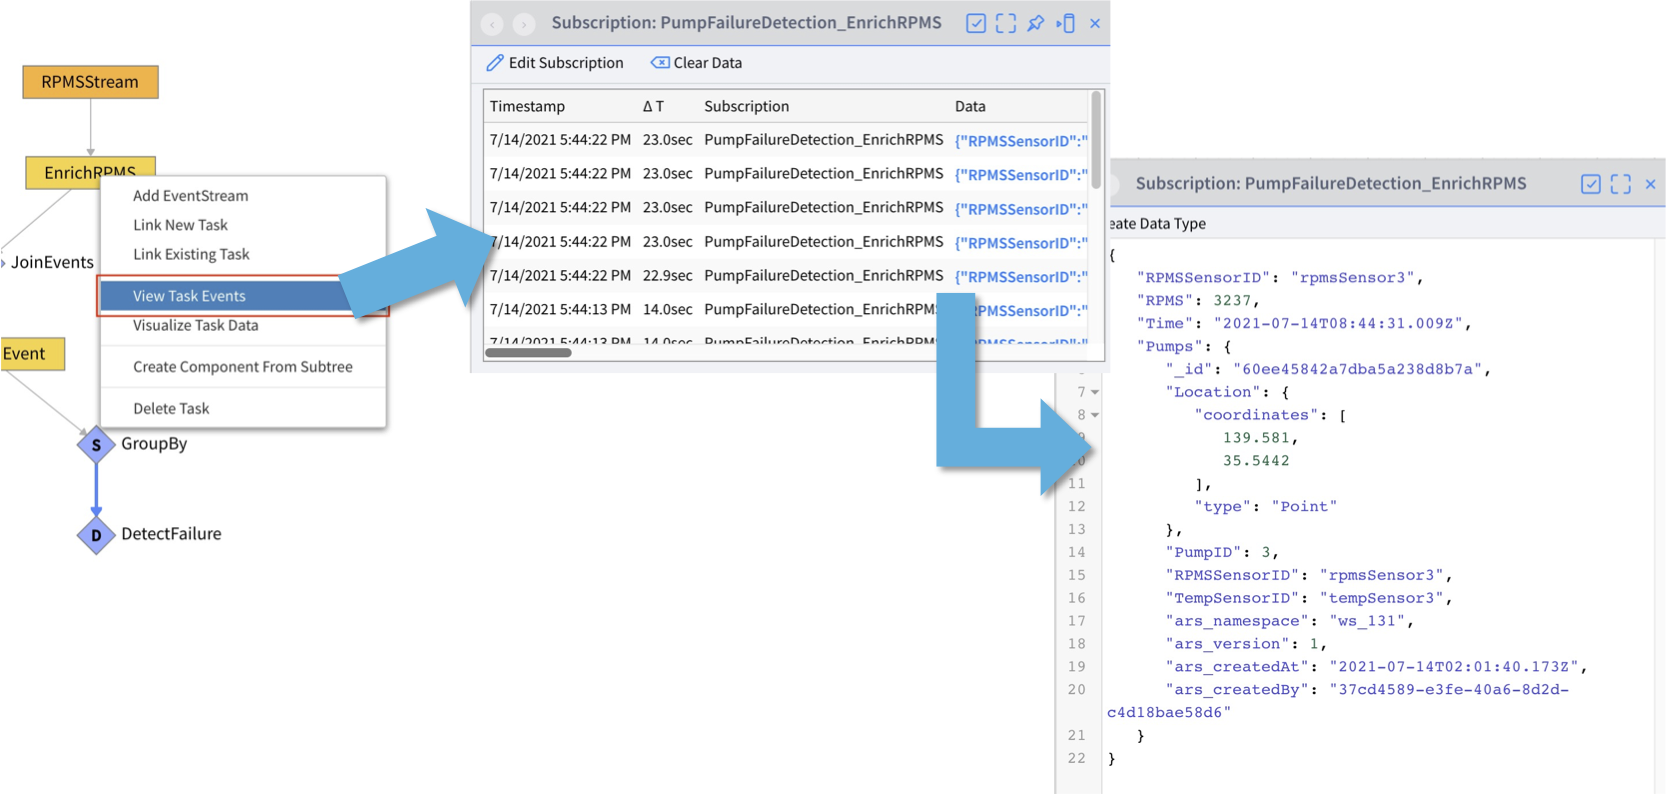 RPMSStream
EnrichRPMS
Add EventStream
Link New Task
Link Existing Task
View Task Events
Visualize Task Data
Create Component From Subtree
Delete Task
JoinEvents
Event
S GroupBy
D DetectFailure
Subscription: PumpFailureDetection_EnrichRPMS
Edit Subscription Clear Data
Timestamp Δ T Subscription Data
7/14/2021 5:44:22 PM 23.0sec PumpFailureDetection_EnrichRPMS {"RPMSSensorID":"
7/14/2021 5:44:22 PM 23.0sec PumpFailureDetection_EnrichRPMS {"RPMSSensorID":"
7/14/2021 5:44:22 PM 23.0sec PumpFailureDetection_EnrichRPMS {"RPMSSensorID":"
7/14/2021 5:44:22 PM 23.0sec PumpFailureDetection_EnrichRPMS {"RPMSSensorID":"
7/14/2021 5:44:22 PM 22.9sec PumpFailureDetection_EnrichRPMS {"RPMSSensorID":"
7/14/2021 5:44:13 PM 14.0sec PumpFailureDetection_EnrichRPMS RPMSSensorID":"
7/14/2021 5:44:13 PM 14.0sec PumpFailureDetection_EnrichRPMS
Subscription: PumpFailureDetection_EnrichRPMS
eate Data Type
{
"RPMSSensorID": "rpmsSensor3",
"RPMS": 3237,
"Time": "2021-07-14T08:44:31.009Z",
"Pumps": {
"_id": "60ee45842a7dba5a238d8b7a",
7 "Location": {
8 "coordinates": [
139.581,
35.5442
11 ],
12 "type": "Point"
13 },
14 "PumpID": 3,
15 "RPMSSensorID": "rpmsSensor3",
16 "TempSensorID": "tempSensor3",
17 "ars_namespace": "ws_131",
18 "ars_version": 1,
19 "ars_createdAt": "2021-07-14T02:01:40.173Z",
20 "ars_createdBy": "37cd4589-e3fe-40a6-8d2d-
c4d18bae58d6"
21 }
22 }